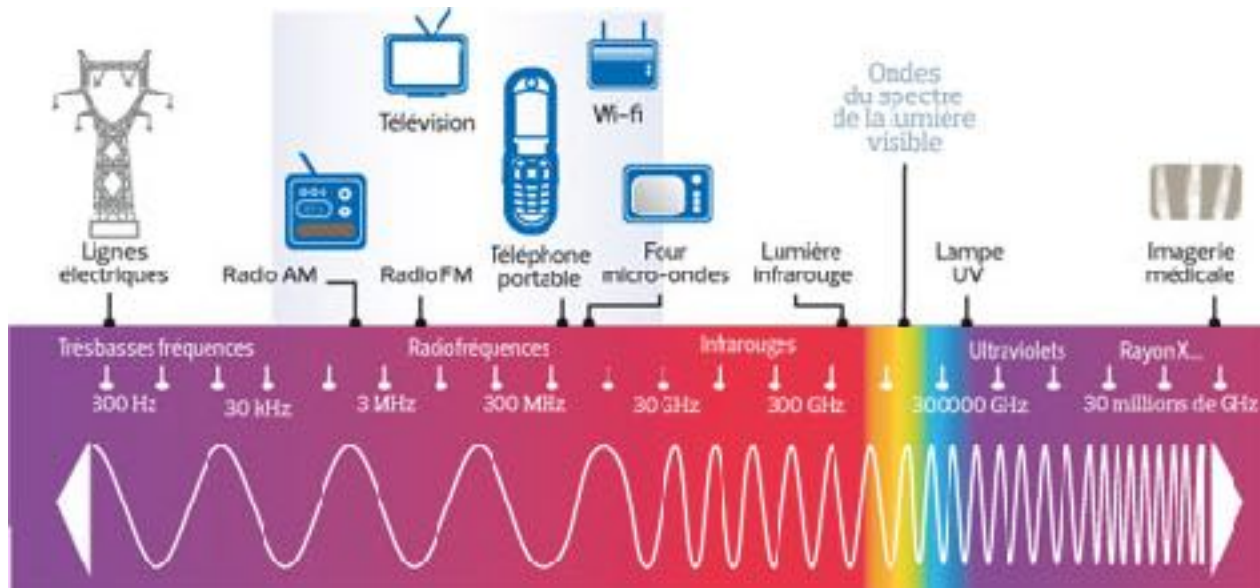 Télévision
Wi-fi
Ondes
du spectre
de la lumière
visible
Lignes
électriques
Radio AM
Radio FM
Téléphone
portable
Four
micro-ondes
Lumière
infrarouge
Lampe
UV
Imagerie
médicale
Très basses fréquences
Radiofréquences
Infrarouges
Ultraviolets
Rayon X...
300 Hz
30 kHz
3 MHz
300 MHz
30 GHz
300 GHz
300000 GHz
30 millions de GHz